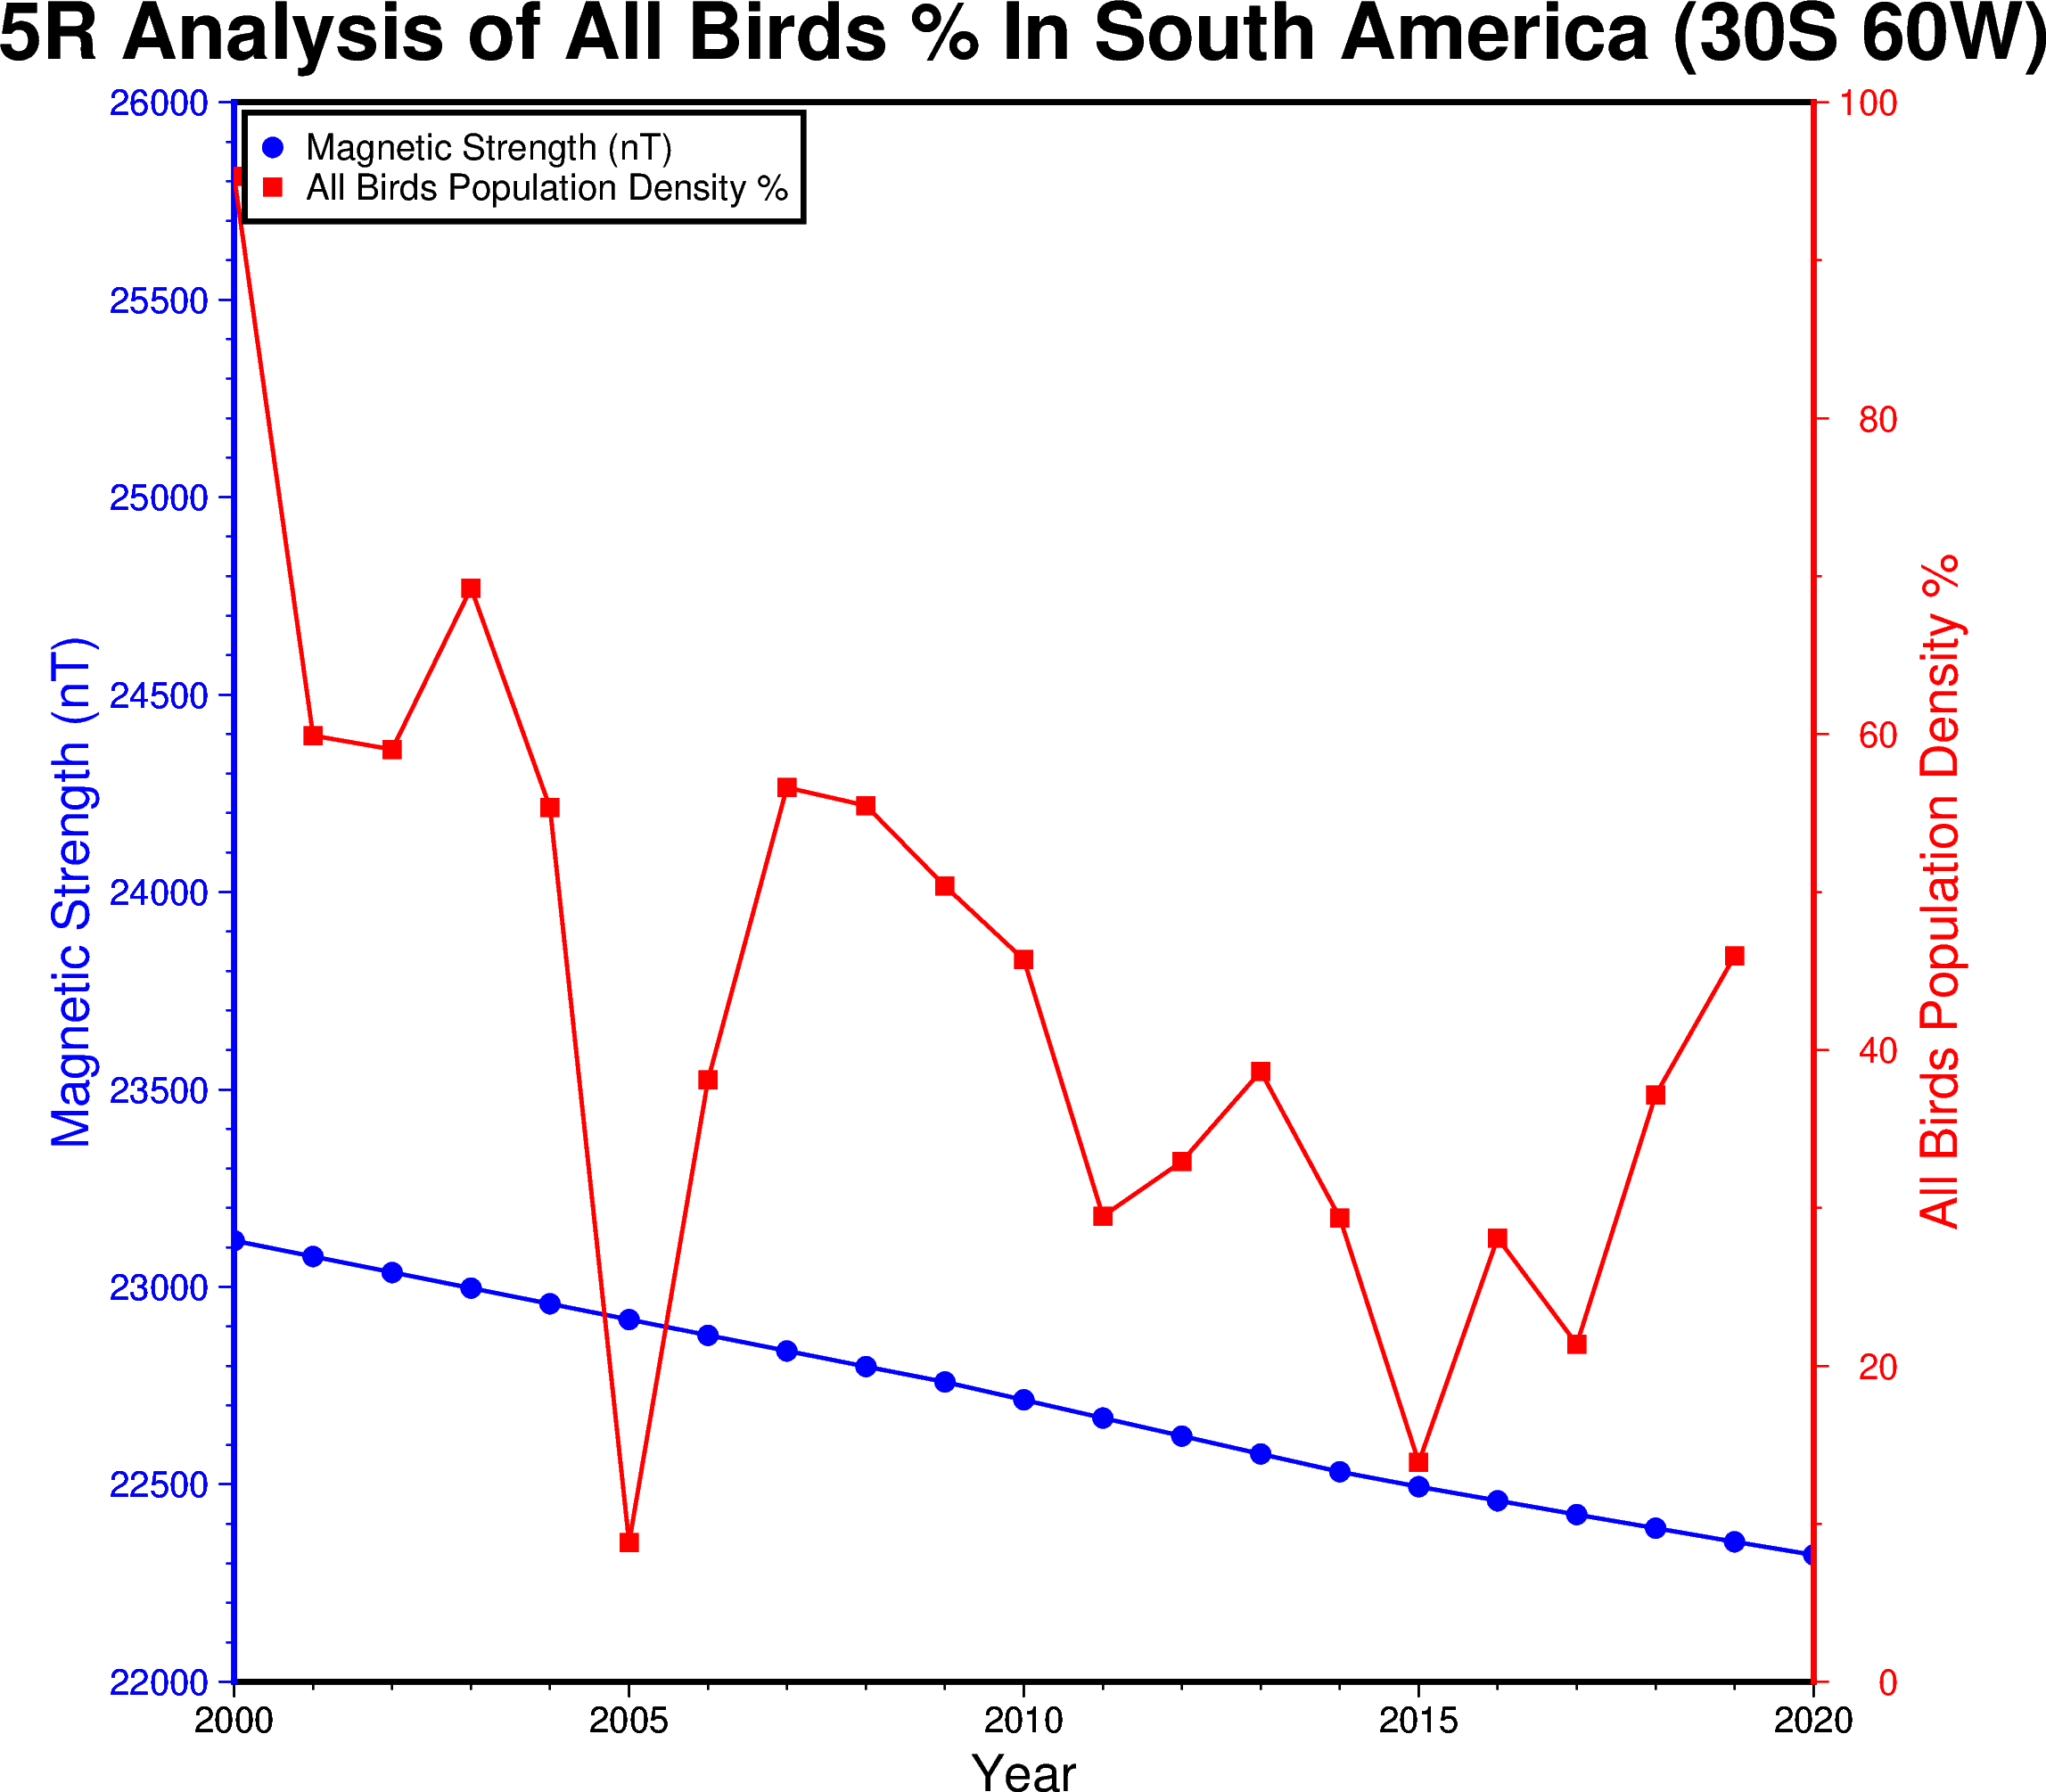 5R Analysis of All Birds % In South America (30S 60W)
Magnetic Strength (nT)
All Birds Population Density %
26000
25500
25000
24500
24000
23500
23000
22500
22000
Magnetic Strength (nT)
100
80
60
40
20
0
All Birds Population Density %
2000 2005 2010 2015 2020
Year